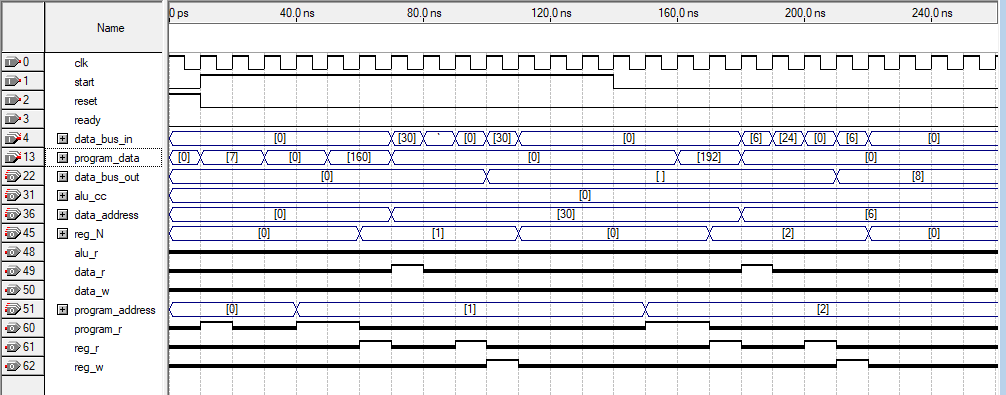 Name
0 ps 40.0 ns 80.0 ns 120.0 ns 160.0 ns 200.0 ns 240.0 ns
0 clk
1 start
2 reset
3 ready
4 data_bus_in [0] [30] ` [0] [30] [0] [6] [24] [0] [6] [0]
13 program_data [0] [7] [0] [160] [0] [192] [0]
22 data_bus_out [0] [ ] [8]
31 alu_cc [0]
36 data_address [0] [30] [6]
45 reg_N [0] [1] [0] [2] [0]
48 alu_r
49 data_r
50 data_w
51 program_address [0] [1] [2]
60 program_r
61 reg_r
62 reg_w